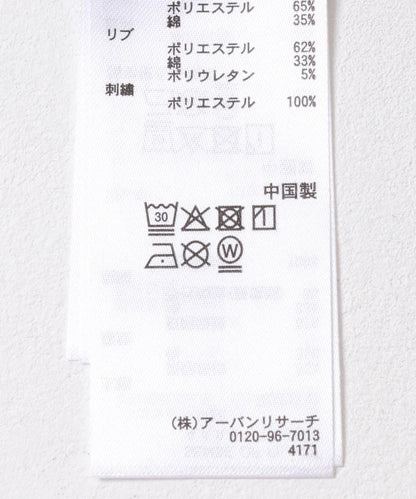 ポリエステル 65%
綿 35%
リブ
ポリエステル 62%
綿 33%
ポリウレタン 5%
刺繍
ポリエステル 100%
中国製
30
W
(株)アーバンリサーチ
0120-96-7013
4171